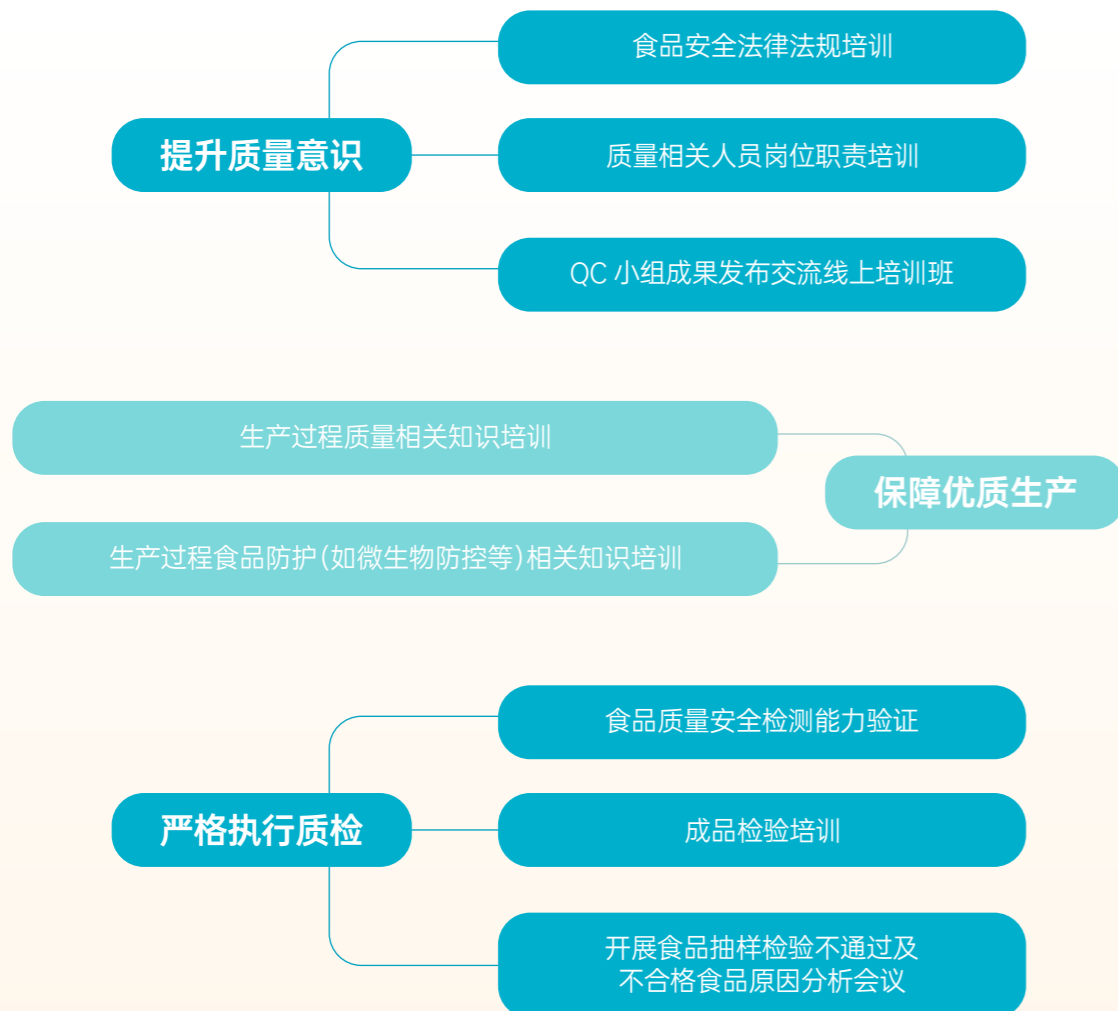 食品安全法律法规培训
提升质量意识
质量相关人员岗位职责培训
QC 小组成果发布交流线上培训班
生产过程质量相关知识培训
保障优质生产
生产过程食品防护(如微生物防控等)相关知识培训
食品质量安全检测能力验证
严格执行质检
成品检验培训
开展食品抽样检验不通过及
不合格食品原因分析会议